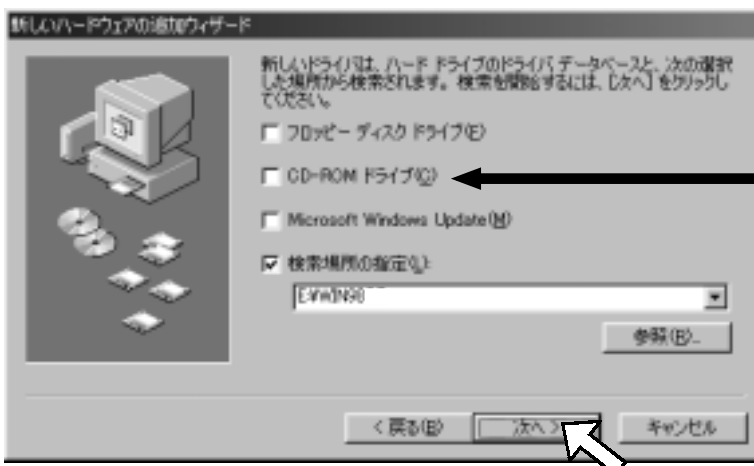 新しいハードウェアの追加ウィザード
新しいドライバは、ハード ドライブのドライバ データベースと、次の選択
した場所から検索されます。検索を開始するには、[次へ] をクリックし
てください。
フロッピー ディスク ドライブ(F)
CD-ROM ドライブ(C)
Microsoft Windows Update(M)
検索場所の指定(L):
E:¥WIN98
参照(R)...
< 戻る(B)
次へ >
キャンセル